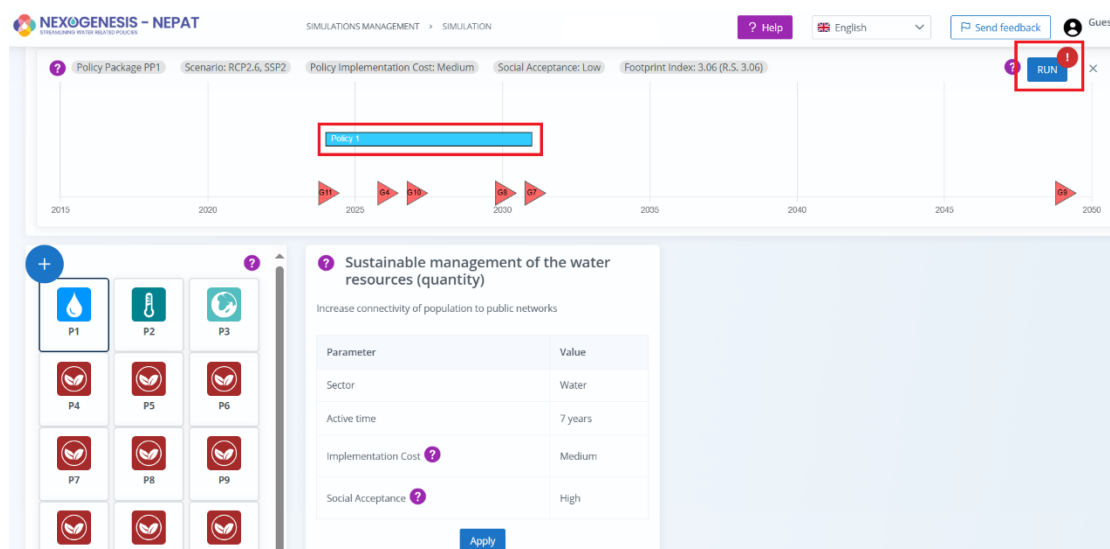 NEXOGENESIS – NEPAT
STREAMLINING WATER RELATED POLICIES
SIMULATIONS MANAGEMENT > SIMULATION
? Help
English
Send feedback
Gues
? Policy Package PP1 Scenario: RCP2.6, SSP2 Policy Implementation Cost: Medium Social Acceptance: Low Footprint Index: 3.06 (R.S. 3.06) ? RUN ! ×
Policy 1
G11 G4 G10 G8 G7 G9
2015 2020 2025 2030 2035 2040 2045 2050
+ ?
P1 P2 P3
P4 P5 P6
P7 P8 P9
? Sustainable management of the water
resources (quantity)
Increase connectivity of population to public networks
Parameter Value
Sector Water
Active time 7 years
Implementation Cost ? Medium
Social Acceptance ? High
Apply